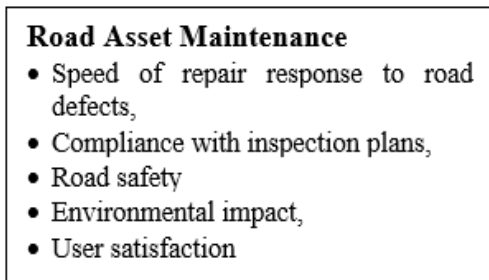 Road Asset Maintenance
• Speed of repair response to road
defects,
• Compliance with inspection plans,
• Road safety
• Environmental impact,
• User satisfaction